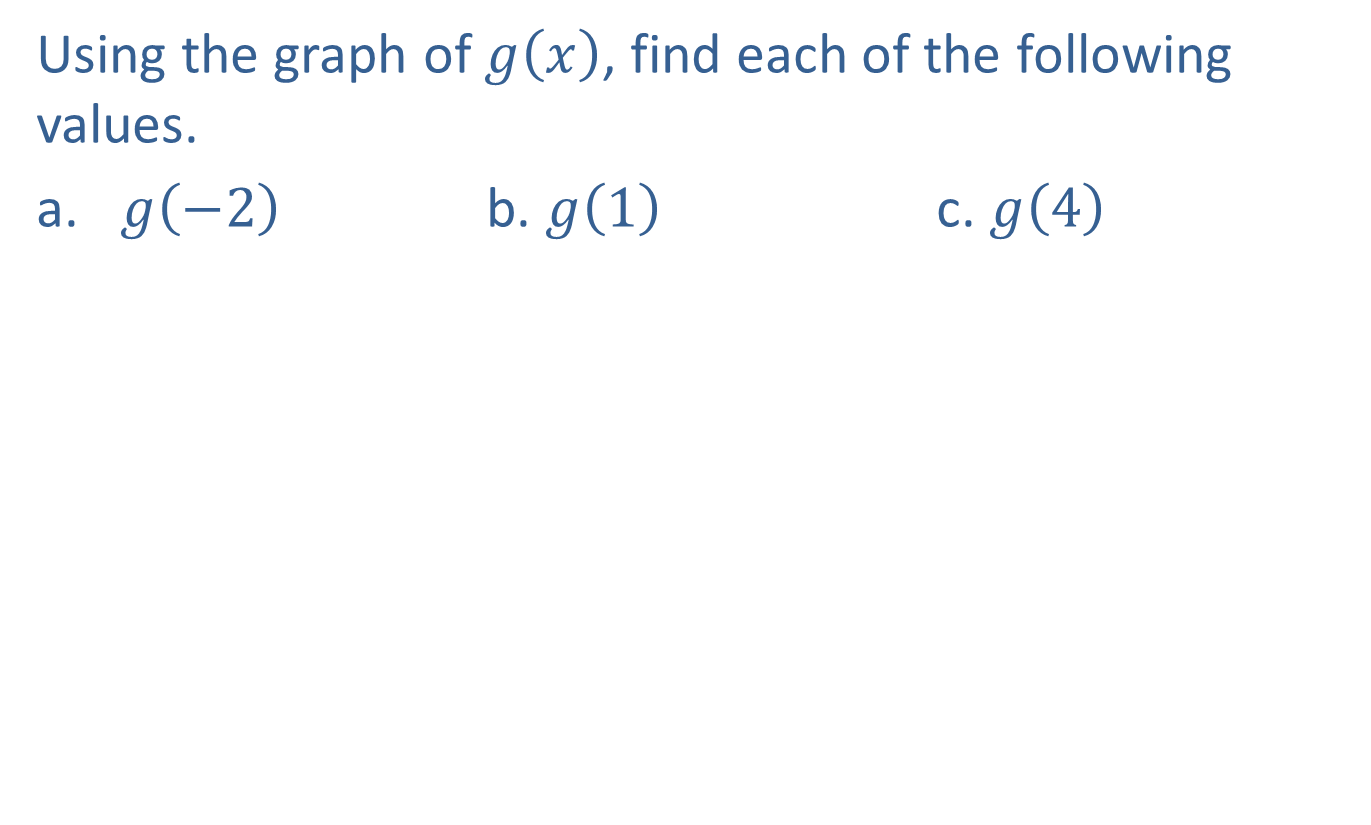 Using the graph of g(x), find each of the following
values.
a. g(−2) b. g(1) c. g(4)